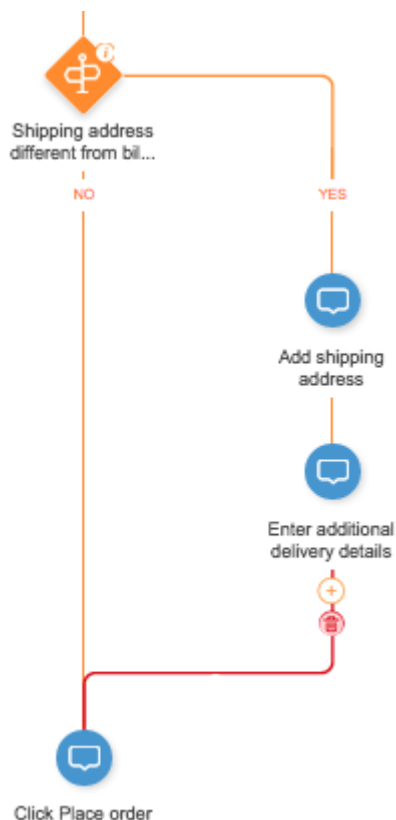 i
Shipping address
different from bil...
NO
YES
Add shipping
address
Enter additional
delivery details
+
Click Place order